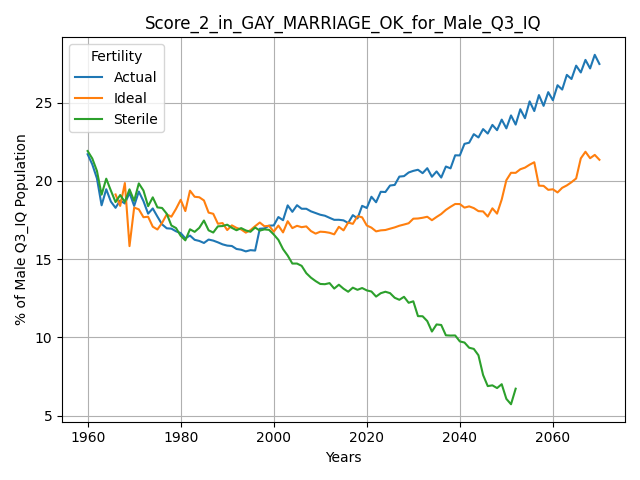 Score_2_in_GAY_MARRIAGE_OK_for_Male_Q3_IQ
Fertility
Actual
Ideal
Sterile
% of Male Q3_IQ Population
25
20
15
10
5
1960
1980
2000
2020
2040
2060
Years